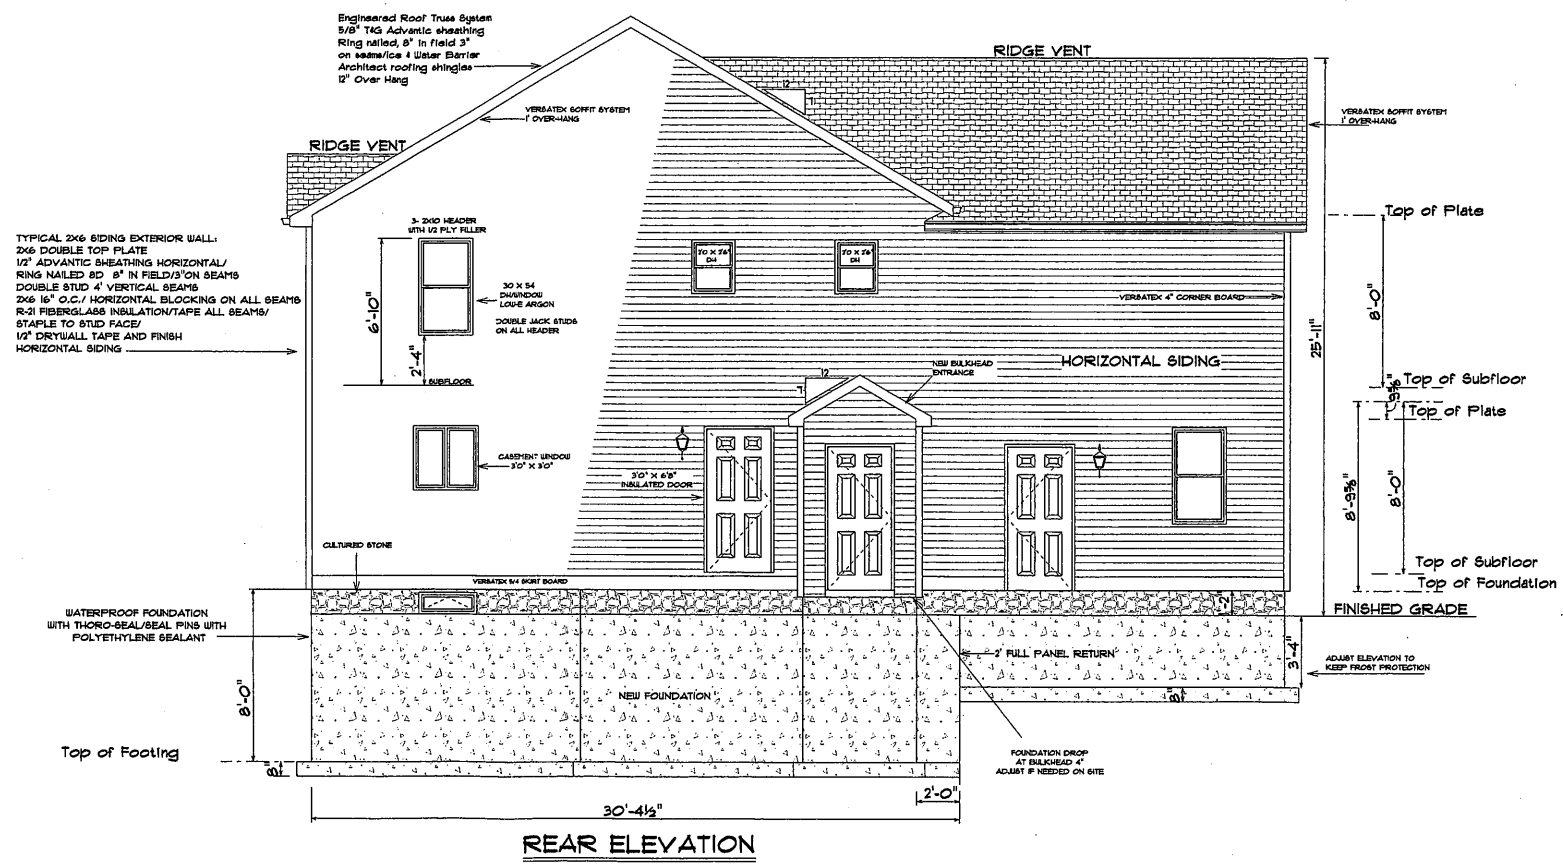 Engineered Roof Truss System
5/8" T&G Advantic sheathing
Ring nailed, 8" in field 3"
on seams/ice & Water Barrier
Architect roofing shingles
12" Over Hang
RIDGE VENT
12
7
VERSATEX SOFFIT SYSTEM
1' OVER-HANG
VERSATEX SOFFIT SYSTEM
1' OVER-HANG
RIDGE VENT
Top of Plate
3- 2X10 HEADER
WITH 1/2 PLY FILLER
TYPICAL 2X6 SIDING EXTERIOR WALL:
2X6 DOUBLE TOP PLATE
1/2" ADVANTIC SHEATHING HORIZONTAL/
RING NAILED 8D 8" IN FIELD/3"ON SEAMS
DOUBLE STUD 4' VERTICAL SEAMS
2X6 16" O.C./ HORIZONTAL BLOCKING ON ALL SEAMS
R-21 FIBERGLASS INSULATION/TAPE ALL SEAMS/
STAPLE TO STUD FACE/
1/2" DRYWALL TAPE AND FINISH
HORIZONTAL SIDING
6'-10"
2'-4"
SUBFLOOR
30 X 54
DH/WINDOW
LOW-E ARGON
DOUBLE JACK STUDS
ON ALL HEADER
DH
DH
VERSATEX 4" CORNER BOARD
8'-0"
25'-11"
HORIZONTAL SIDING
NEW BULKHEAD
ENTRANCE
12
7
Top of Subfloor
9⅝"
Top of Plate
CASEMENT WINDOW
3'0" X 3'0"
3'0" X 6'8"
INSULATED DOOR
8'-9⅝"
8'-0"
CULTURED STONE
VERSATEX 5/4 SKIRT BOARD
Top of Subfloor
Top of Foundation
1'-2"
FINISHED GRADE
WATERPROOF FOUNDATION
WITH THORO-SEAL/SEAL PINS WITH
POLYETHYLENE SEALANT
2' FULL PANEL RETURN
3'-4"
ADJUST ELEVATION TO
KEEP FROST PROTECTION
8'-0"
NEW FOUNDATION
8"
Top of Footing
8"
FOUNDATION DROP
AT BULKHEAD 4"
ADJUST IF NEEDED ON SITE
2'-0"
30'-4½"
REAR ELEVATION